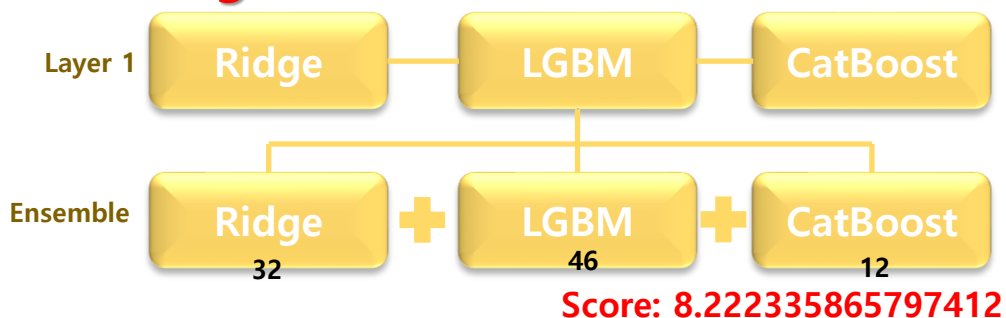 Layer 1
Ridge
LGBM
CatBoost
Ensemble
Ridge
LGBM
CatBoost
32
46
12
Score: 8.222335865797412